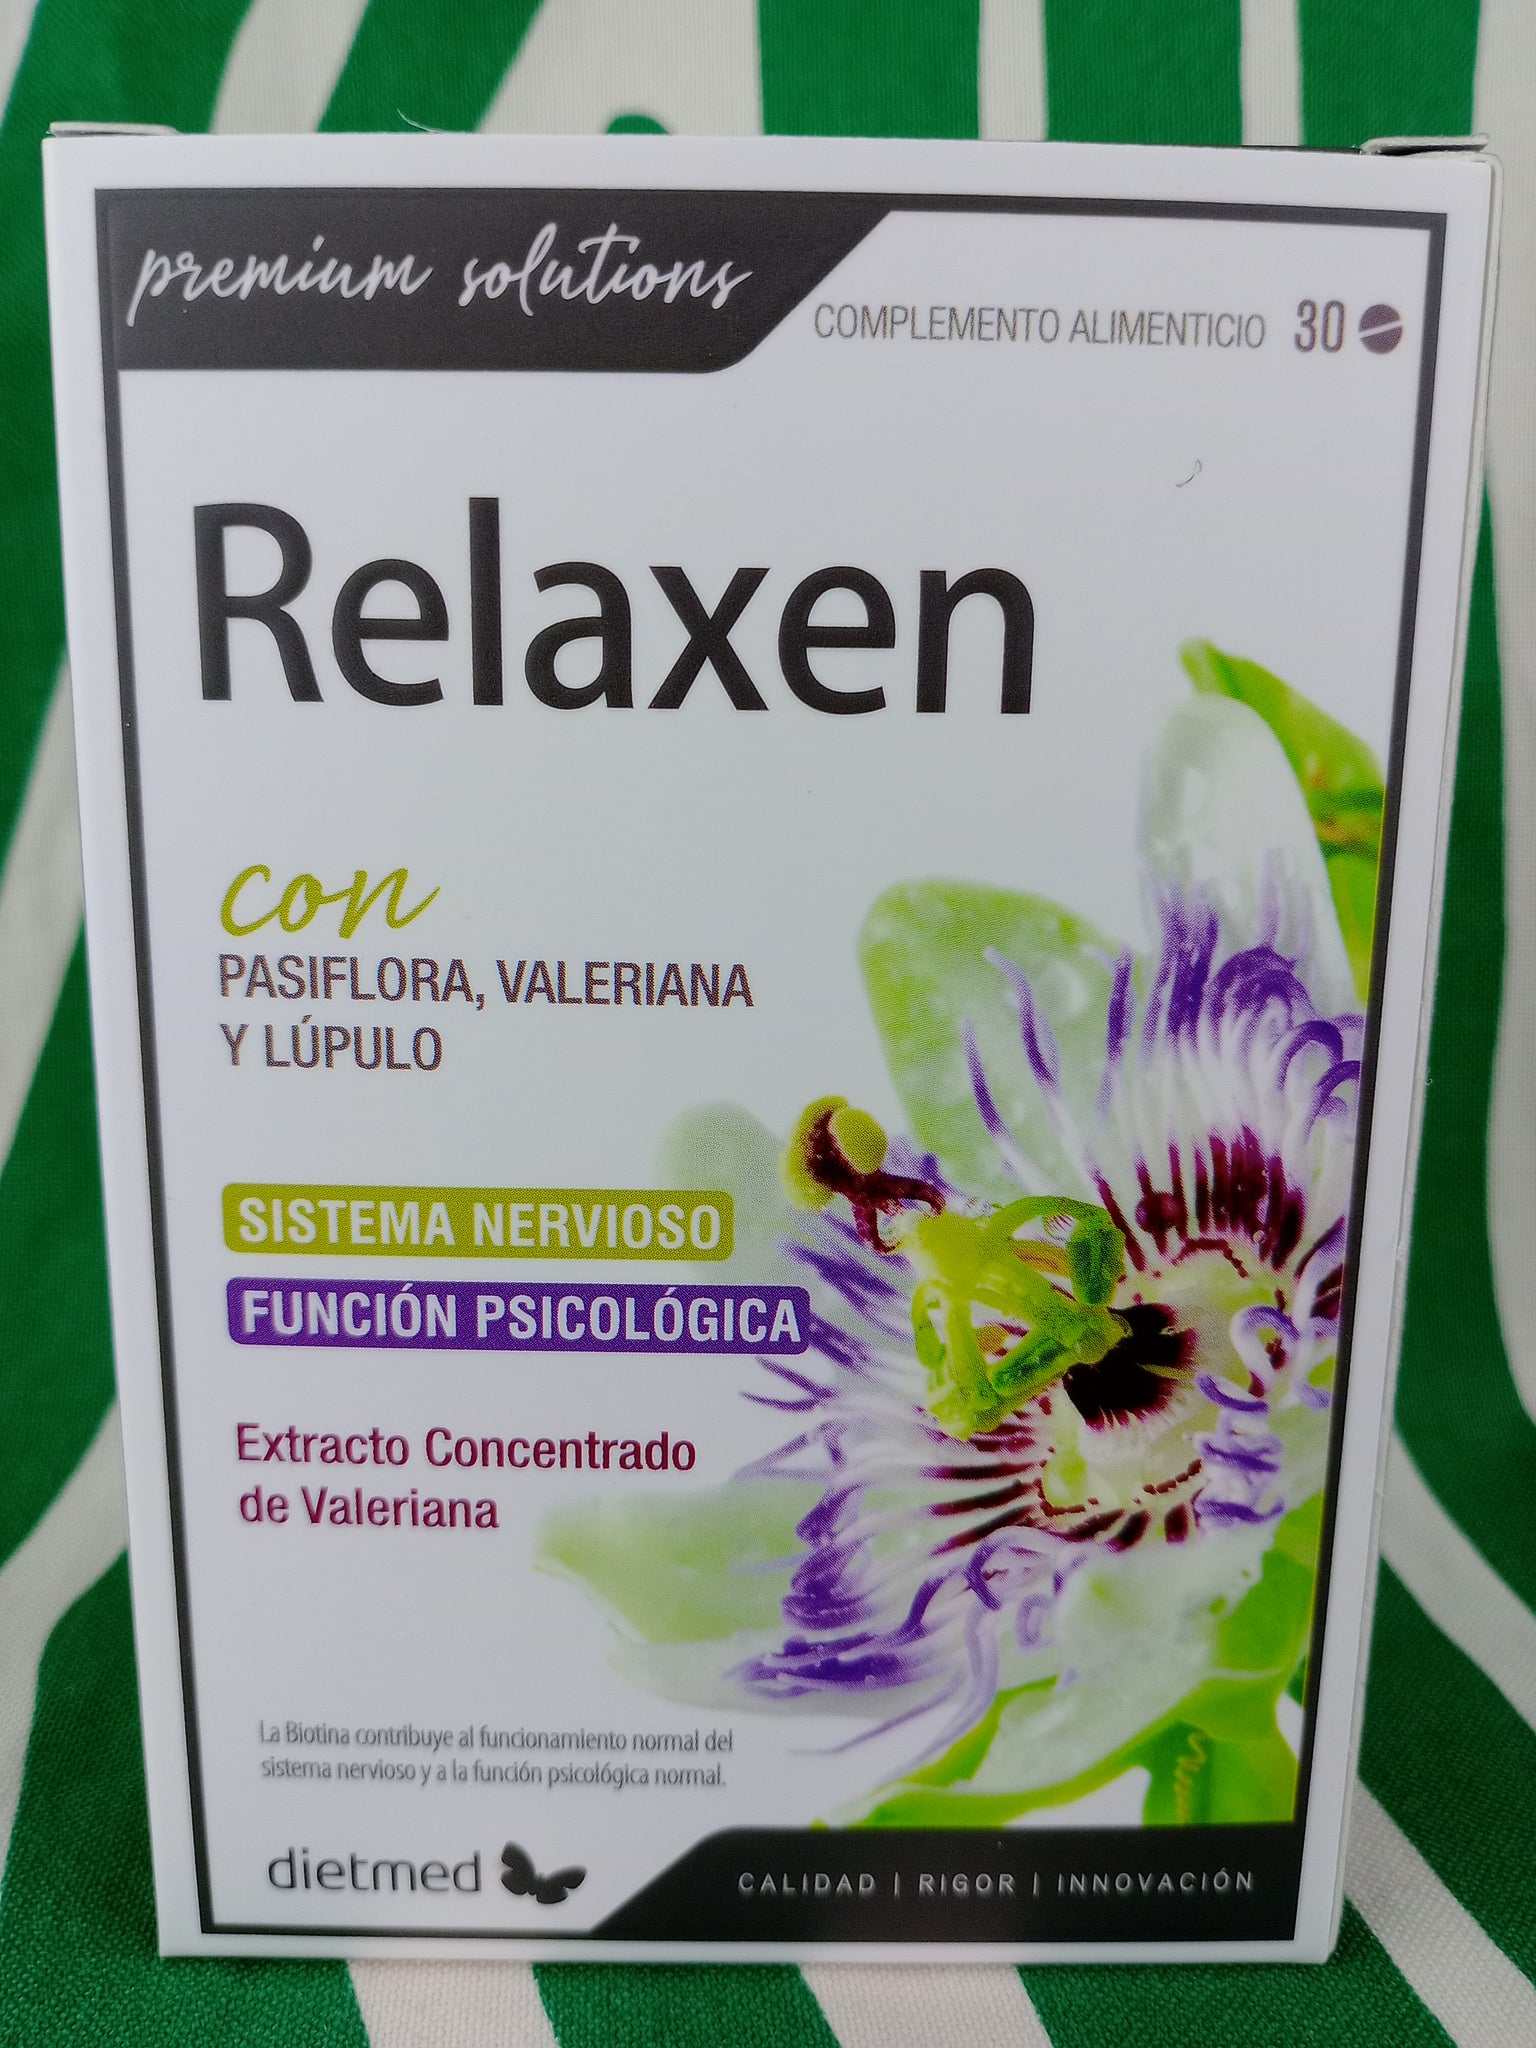 premium solutions
COMPLEMENTO ALIMENTICIO 30
Relaxen
con
PASIFLORA, VALERIANA
Y LÚPULO
SISTEMA NERVIOSO
FUNCIÓN PSICOLÓGICA
Extracto Concentrado
de Valeriana
La Biotina contribuye al funcionamiento normal del
sistema nervioso y a la función psicológica normal.
dietmed
CALIDAD | RIGOR | INNOVACIÓN